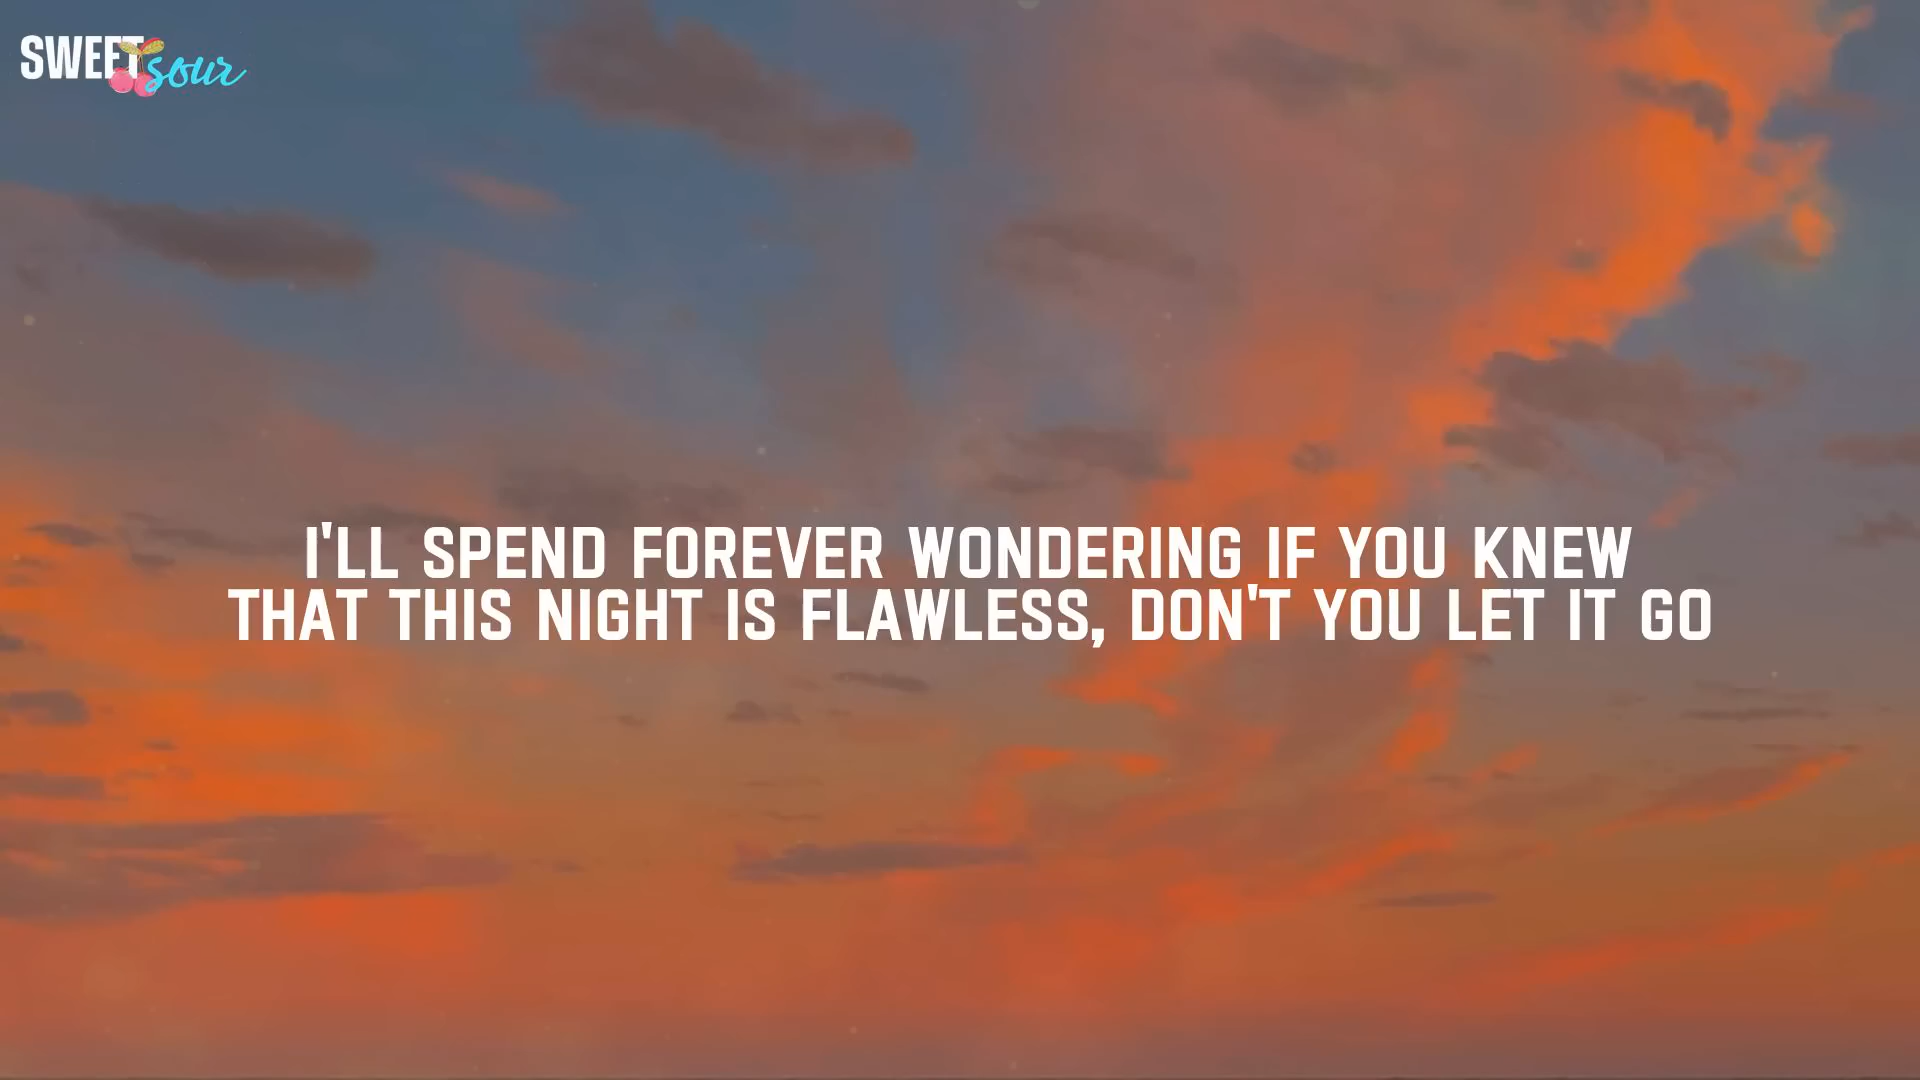 SWEET sour
I'LL SPEND FOREVER WONDERING IF YOU KNEW
THAT THIS NIGHT IS FLAWLESS, DON'T YOU LET IT GO